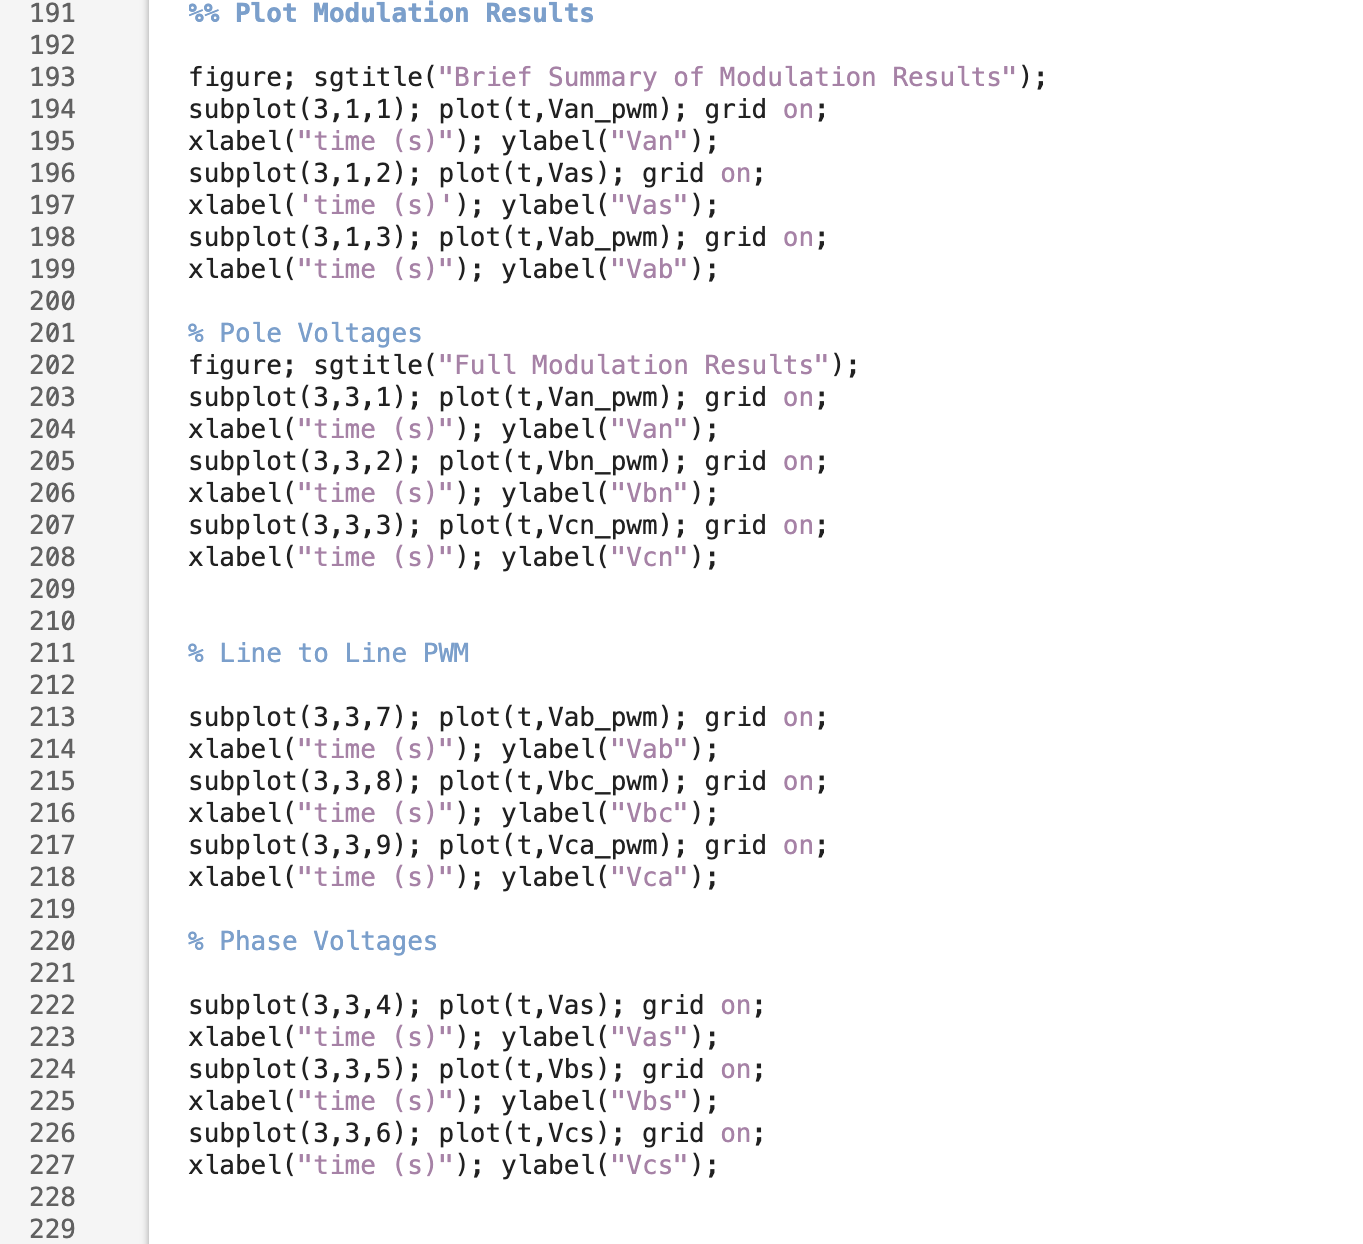 191 %% Plot Modulation Results
192
193 figure; sgtitle("Brief Summary of Modulation Results");
194 subplot(3,1,1); plot(t,Van_pwm); grid on;
195 xlabel("time (s)"); ylabel("Van");
196 subplot(3,1,2); plot(t,Vas); grid on;
197 xlabel('time (s)'); ylabel("Vas");
198 subplot(3,1,3); plot(t,Vab_pwm); grid on;
199 xlabel("time (s)"); ylabel("Vab");
200
201 % Pole Voltages
202 figure; sgtitle("Full Modulation Results");
203 subplot(3,3,1); plot(t,Van_pwm); grid on;
204 xlabel("time (s)"); ylabel("Van");
205 subplot(3,3,2); plot(t,Vbn_pwm); grid on;
206 xlabel("time (s)"); ylabel("Vbn");
207 subplot(3,3,3); plot(t,Vcn_pwm); grid on;
208 xlabel("time (s)"); ylabel("Vcn");
209
210
211 % Line to Line PWM
212
213 subplot(3,3,7); plot(t,Vab_pwm); grid on;
214 xlabel("time (s)"); ylabel("Vab");
215 subplot(3,3,8); plot(t,Vbc_pwm); grid on;
216 xlabel("time (s)"); ylabel("Vbc");
217 subplot(3,3,9); plot(t,Vca_pwm); grid on;
218 xlabel("time (s)"); ylabel("Vca");
219
220 % Phase Voltages
221
222 subplot(3,3,4); plot(t,Vas); grid on;
223 xlabel("time (s)"); ylabel("Vas");
224 subplot(3,3,5); plot(t,Vbs); grid on;
225 xlabel("time (s)"); ylabel("Vbs");
226 subplot(3,3,6); plot(t,Vcs); grid on;
227 xlabel("time (s)"); ylabel("Vcs");
228
229